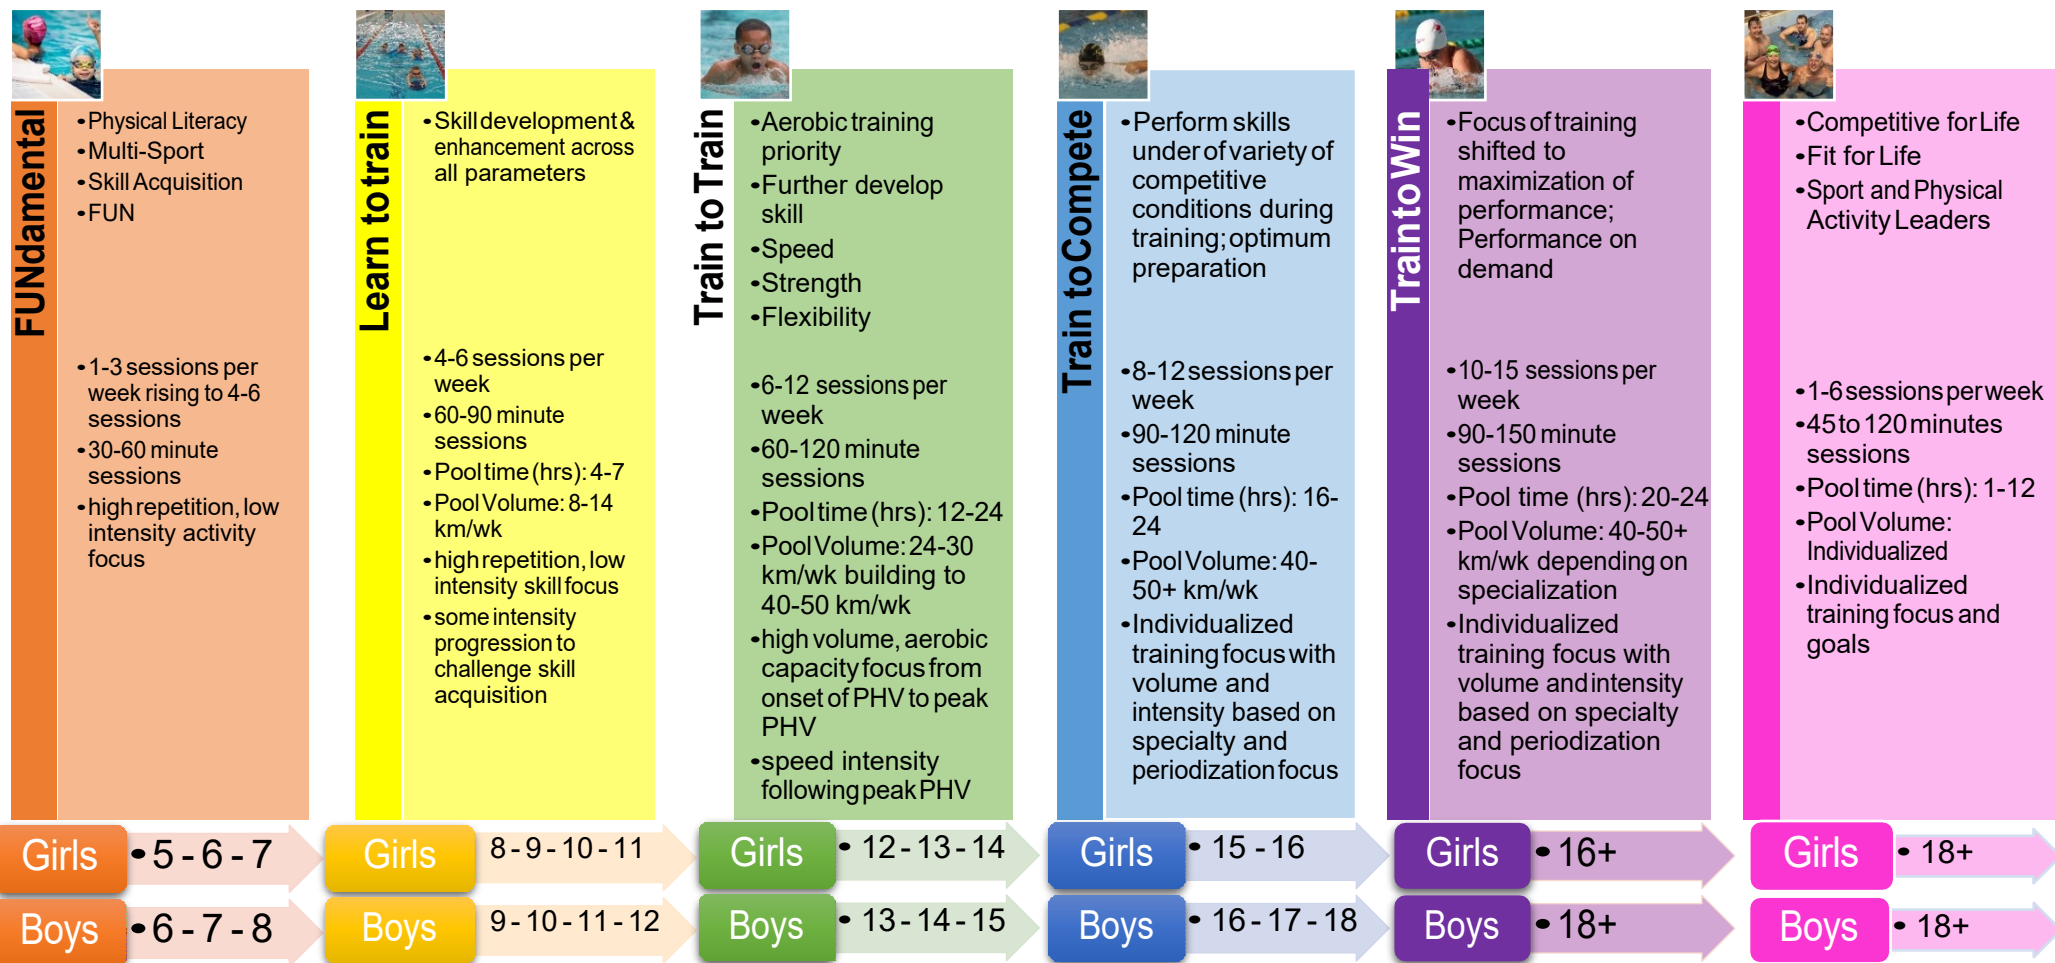 FUNdamental
•Physical Literacy
•Multi-Sport
•Skill Acquisition
•FUN
•1-3 sessions per
week rising to 4-6
sessions
•30-60 minute
sessions
•high repetition, low
intensity activity
focus
Learn to train
•Skill development &
enhancement across
all parameters
•4-6 sessions per
week
•60-90 minute
sessions
•Pool time (hrs): 4-7
•Pool Volume: 8-14
km/wk
•high repetition, low
intensity skill focus
•some intensity
progression to
challenge skill
acquisition
Train to Train
•Aerobic training
priority
•Further develop
skill
•Speed
•Strength
•Flexibility
•6-12 sessions per
week
•60-120 minute
sessions
•Pool time (hrs): 12-24
•Pool Volume: 24-30
km/wk building to
40-50 km/wk
•high volume, aerobic
capacity focus from
onset of PHV to peak
PHV
•speed intensity
following peak PHV
Train to Compete
•Perform skills
under of variety of
competitive
conditions during
training; optimum
preparation
•8-12 sessions per
week
•90-120 minute
sessions
•Pool time (hrs): 16-
24
•Pool Volume: 40-
50+ km/wk
•Individualized
training focus with
volume and
intensity based on
specialty and
periodization focus
Train to Win
•Focus of training
shifted to
maximization of
performance;
Performance on
demand
•10-15 sessions per
week
•90-150 minute
sessions
•Pool time (hrs): 20-24
•Pool Volume: 40-50+
km/wk depending on
specialization
•Individualized
training focus with
volume and intensity
based on specialty
and periodization
focus
•Competitive for Life
•Fit for Life
•Sport and Physical
Activity Leaders
•1-6 sessions per week
•45 to 120 minutes
sessions
•Pool time (hrs): 1-12
•Pool Volume:
Individualized
•Individualized
training focus and
goals
Girls •5 - 6 - 7
Girls 8 - 9 - 10 - 11
Girls • 12 - 13 - 14
Girls • 15 - 16
Girls • 16+
Girls • 18+
Boys •6 - 7 - 8
Boys 9 - 10 - 11 - 12
Boys • 13 - 14 - 15
Boys • 16 - 17 - 18
Boys • 18+
Boys • 18+